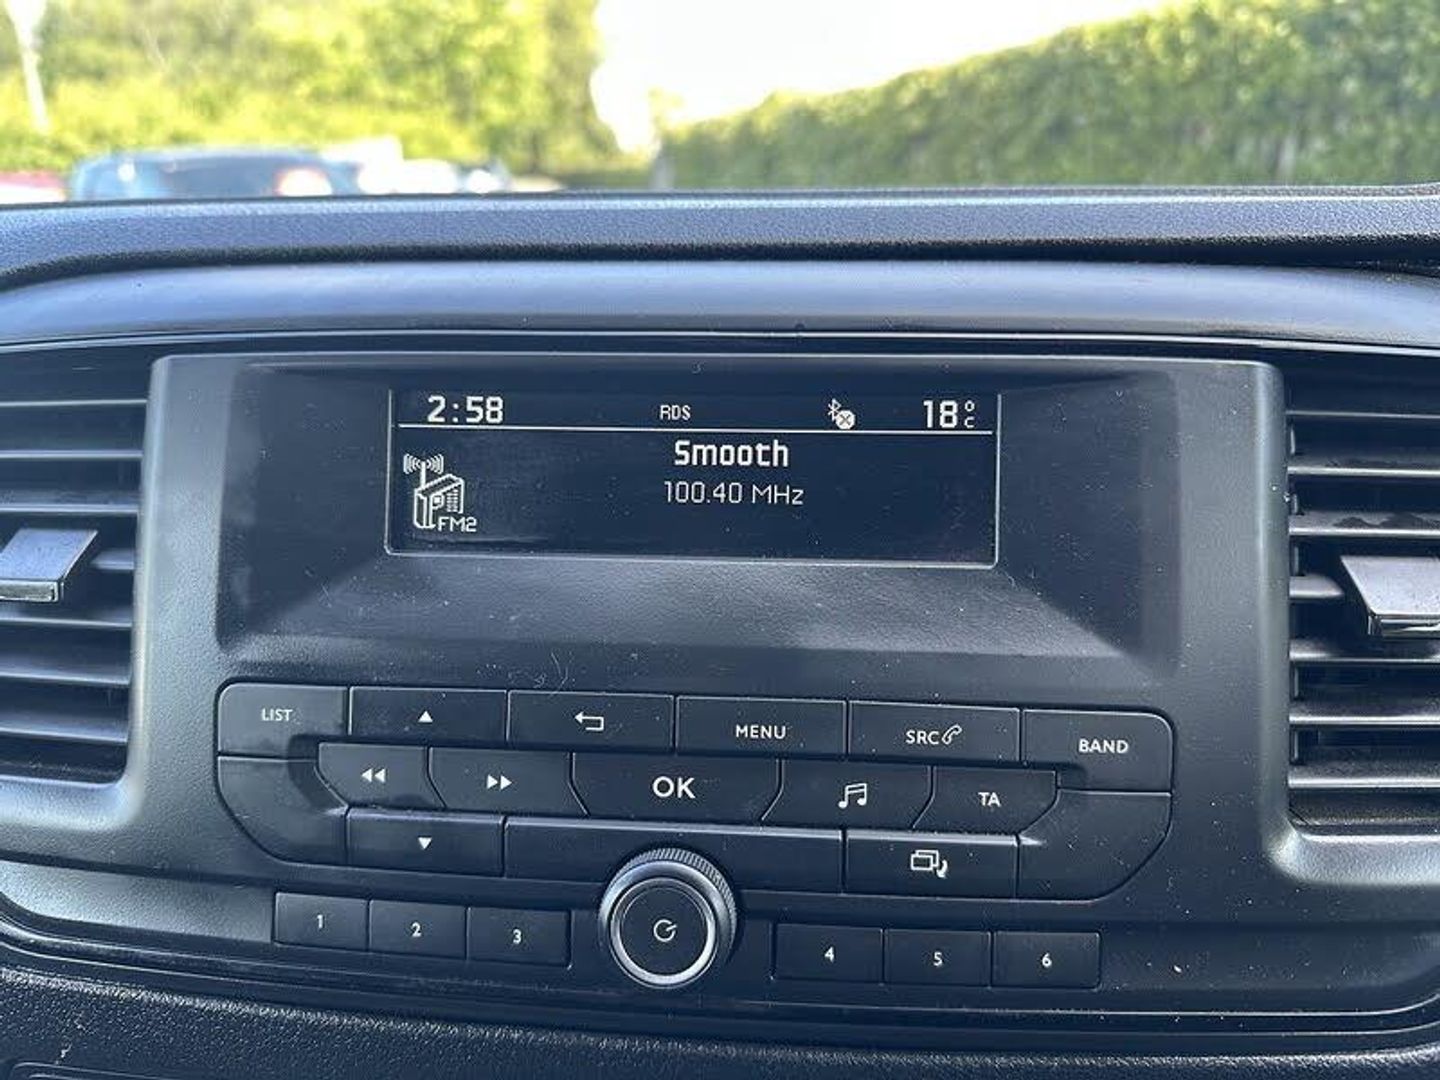 2:58 RDS 18°C
Smooth
100.40 MHz
FM2
LIST MENU SRC BAND
OK TA
1 2 3 4 5 6